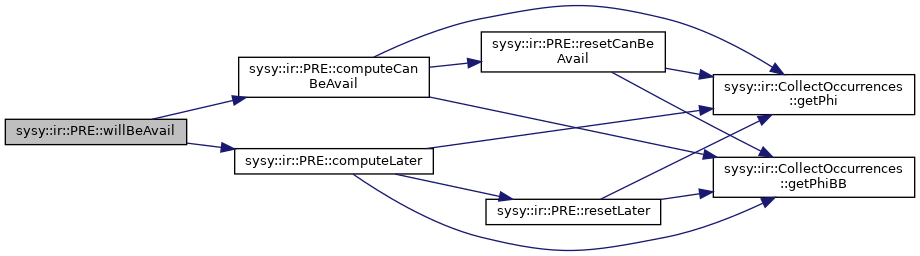 sysy::ir::PRE::willBeAvail
sysy::ir::PRE::computeCan
BeAvail
sysy::ir::PRE::computeLater
sysy::ir::PRE::resetCanBe
Avail
sysy::ir::PRE::resetLater
sysy::ir::CollectOccurrences
::getPhi
sysy::ir::CollectOccurrences
::getPhiBB